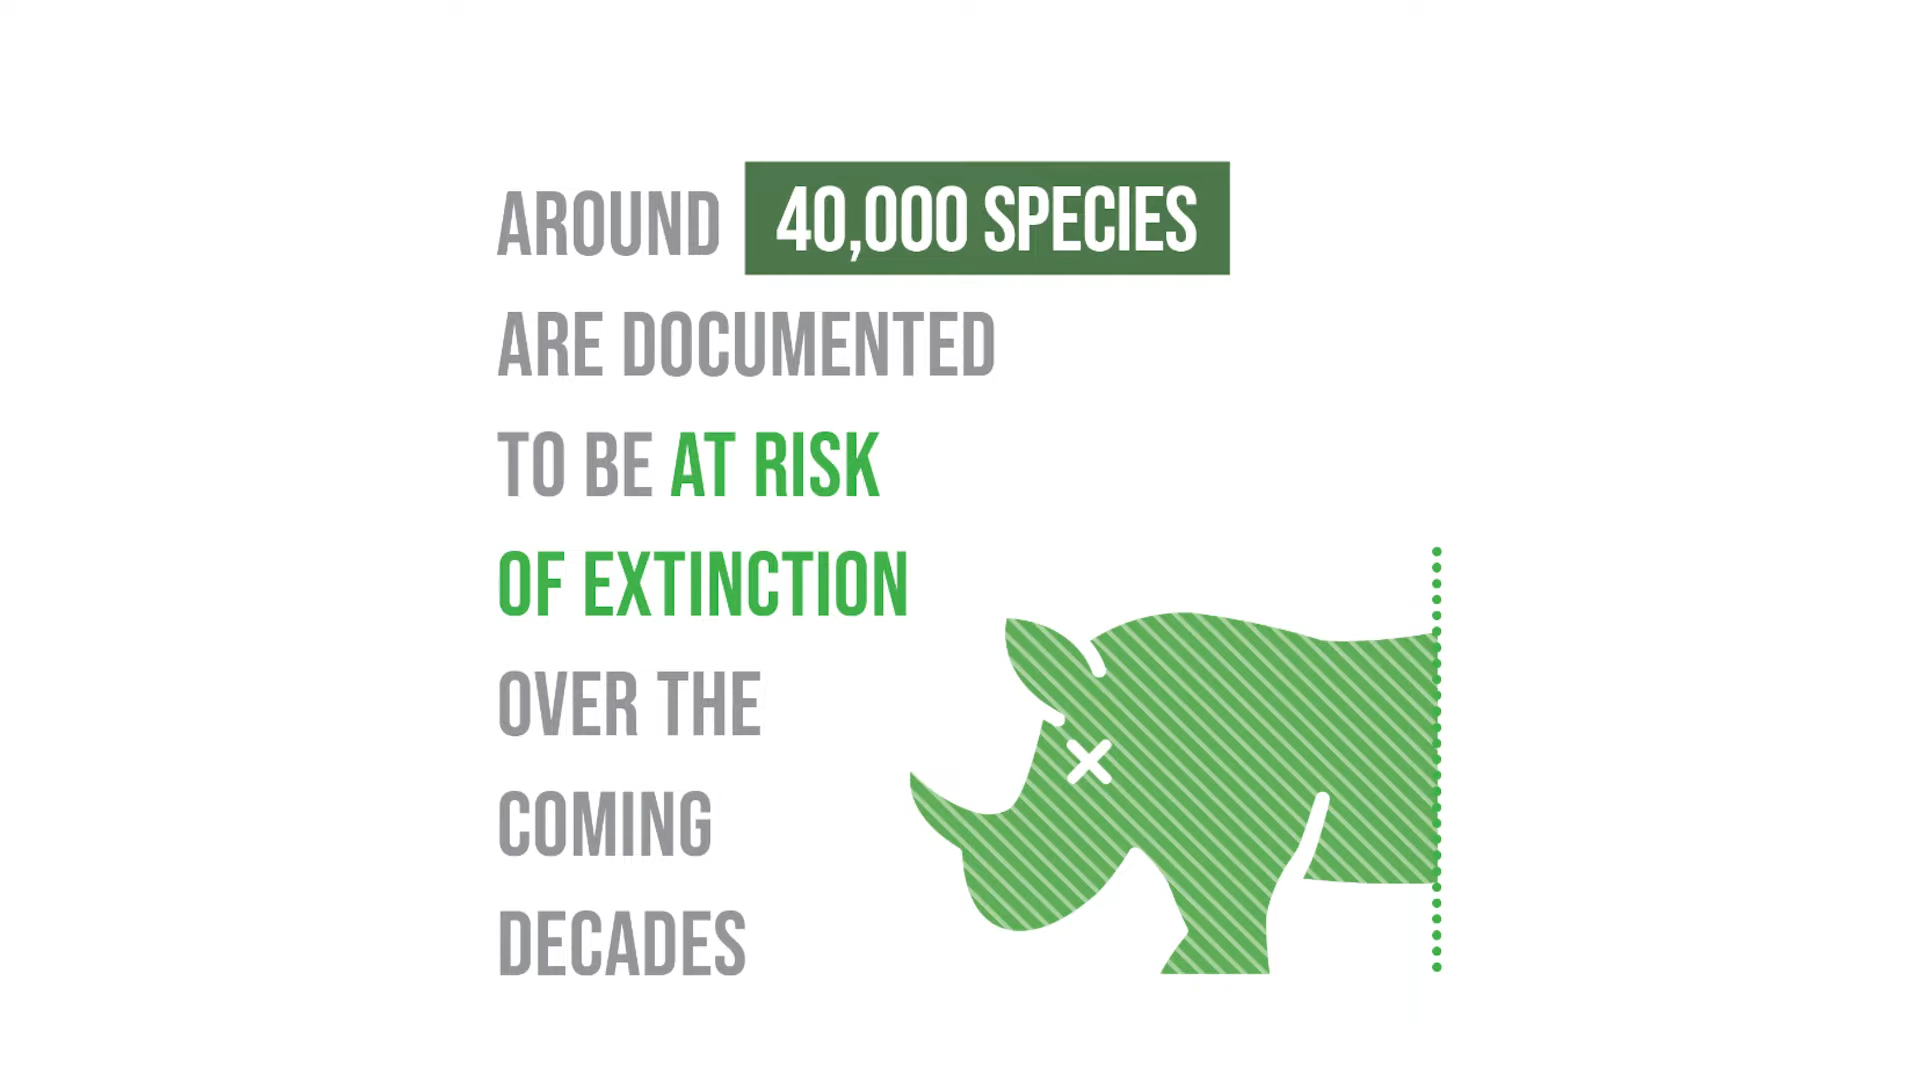 AROUND 40,000 SPECIES
ARE DOCUMENTED
TO BE AT RISK
OF EXTINCTION
OVER THE
COMING
DECADES